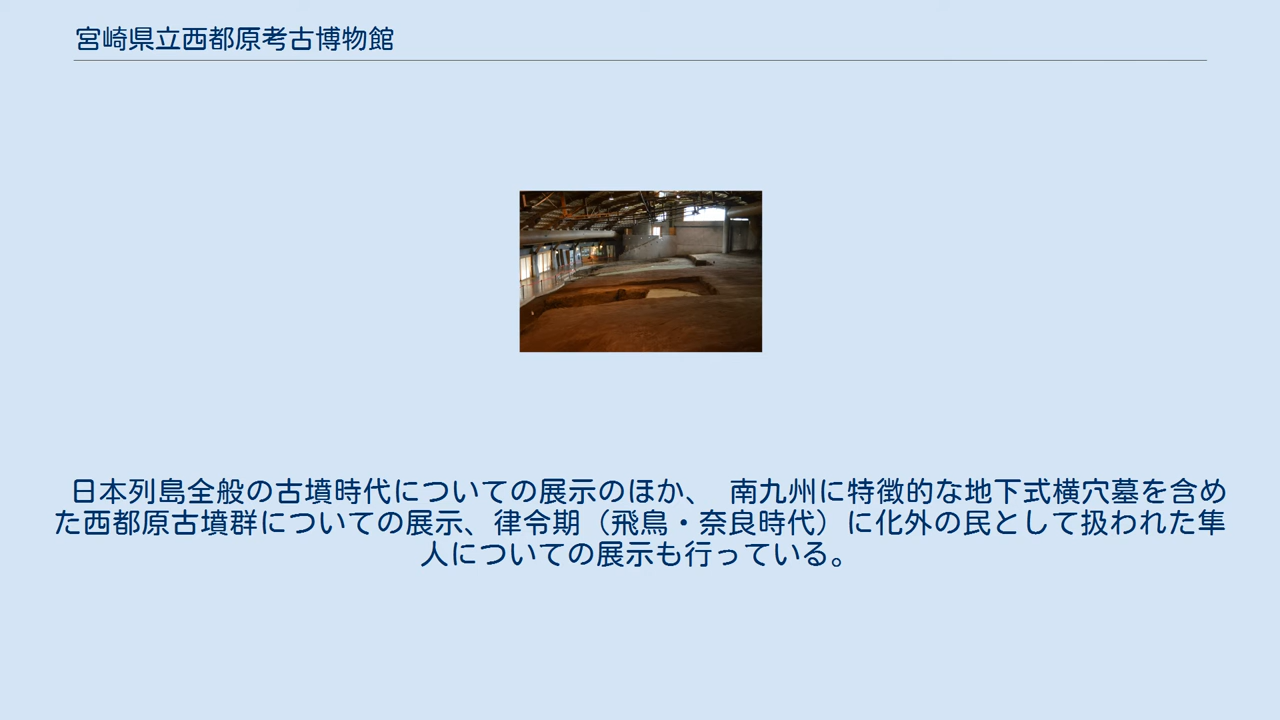 宮崎県立西都原考古博物館
日本列島全般の古墳時代についての展示のほか、 南九州に特徴的な地下式横穴墓を含め
た西都原古墳群についての展示、律令期（飛鳥・奈良時代）に化外の民として扱われた隼
人についての展示も行っている。